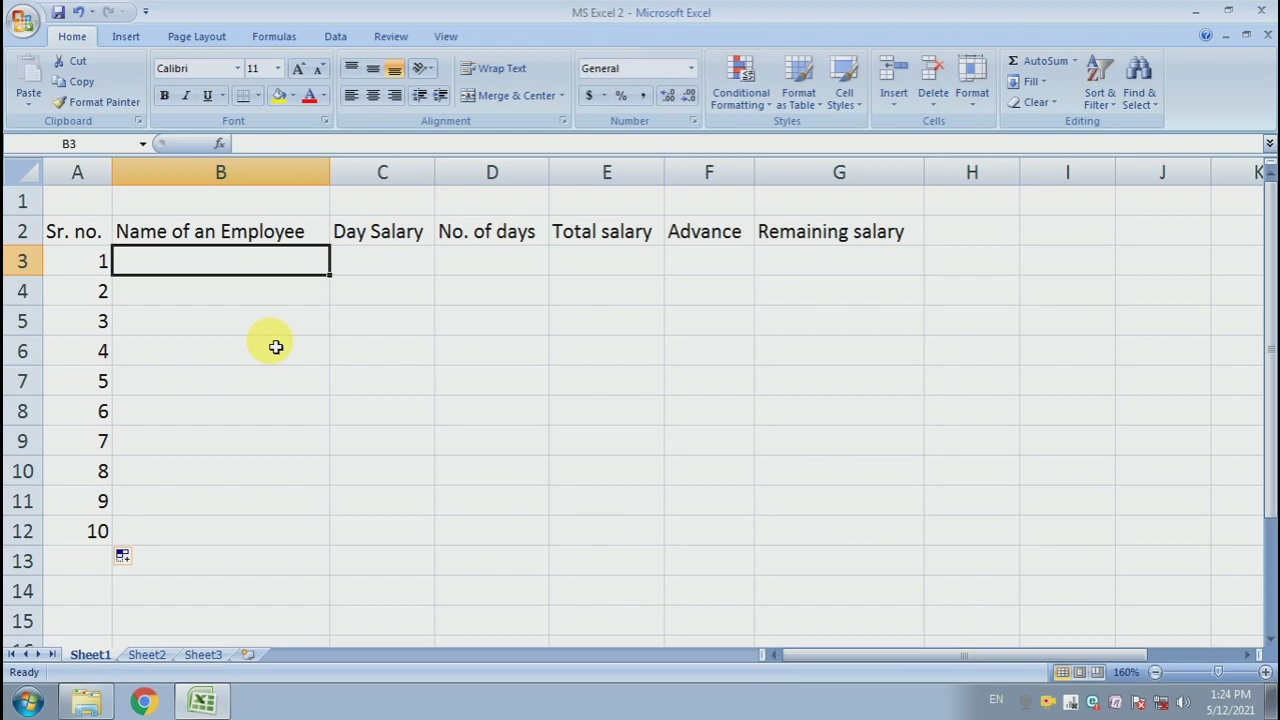 MS Excel 2 - Microsoft Excel
Home Insert Page Layout Formulas Data Review View
Cut
Copy
Format Painter
Paste
Clipboard
Calibri 11
B I U
Font
Wrap Text
Merge & Center
Alignment
General
$ % ,
Number
Conditional Formatting
Format as Table
Cell Styles
Styles
Insert Delete Format
Cells
Σ AutoSum
Fill
Clear
Sort & Filter
Find & Select
Editing
B3 fx
A B C D E F G H I J K
1
2 Sr. no. Name of an Employee Day Salary No. of days Total salary Advance Remaining salary
3 1
4 2
5 3
6 4
7 5
8 6
9 7
10 8
11 9
12 10
13
14
15
Sheet1 Sheet2 Sheet3
Ready 160%
EN
1:24 PM
5/12/2021